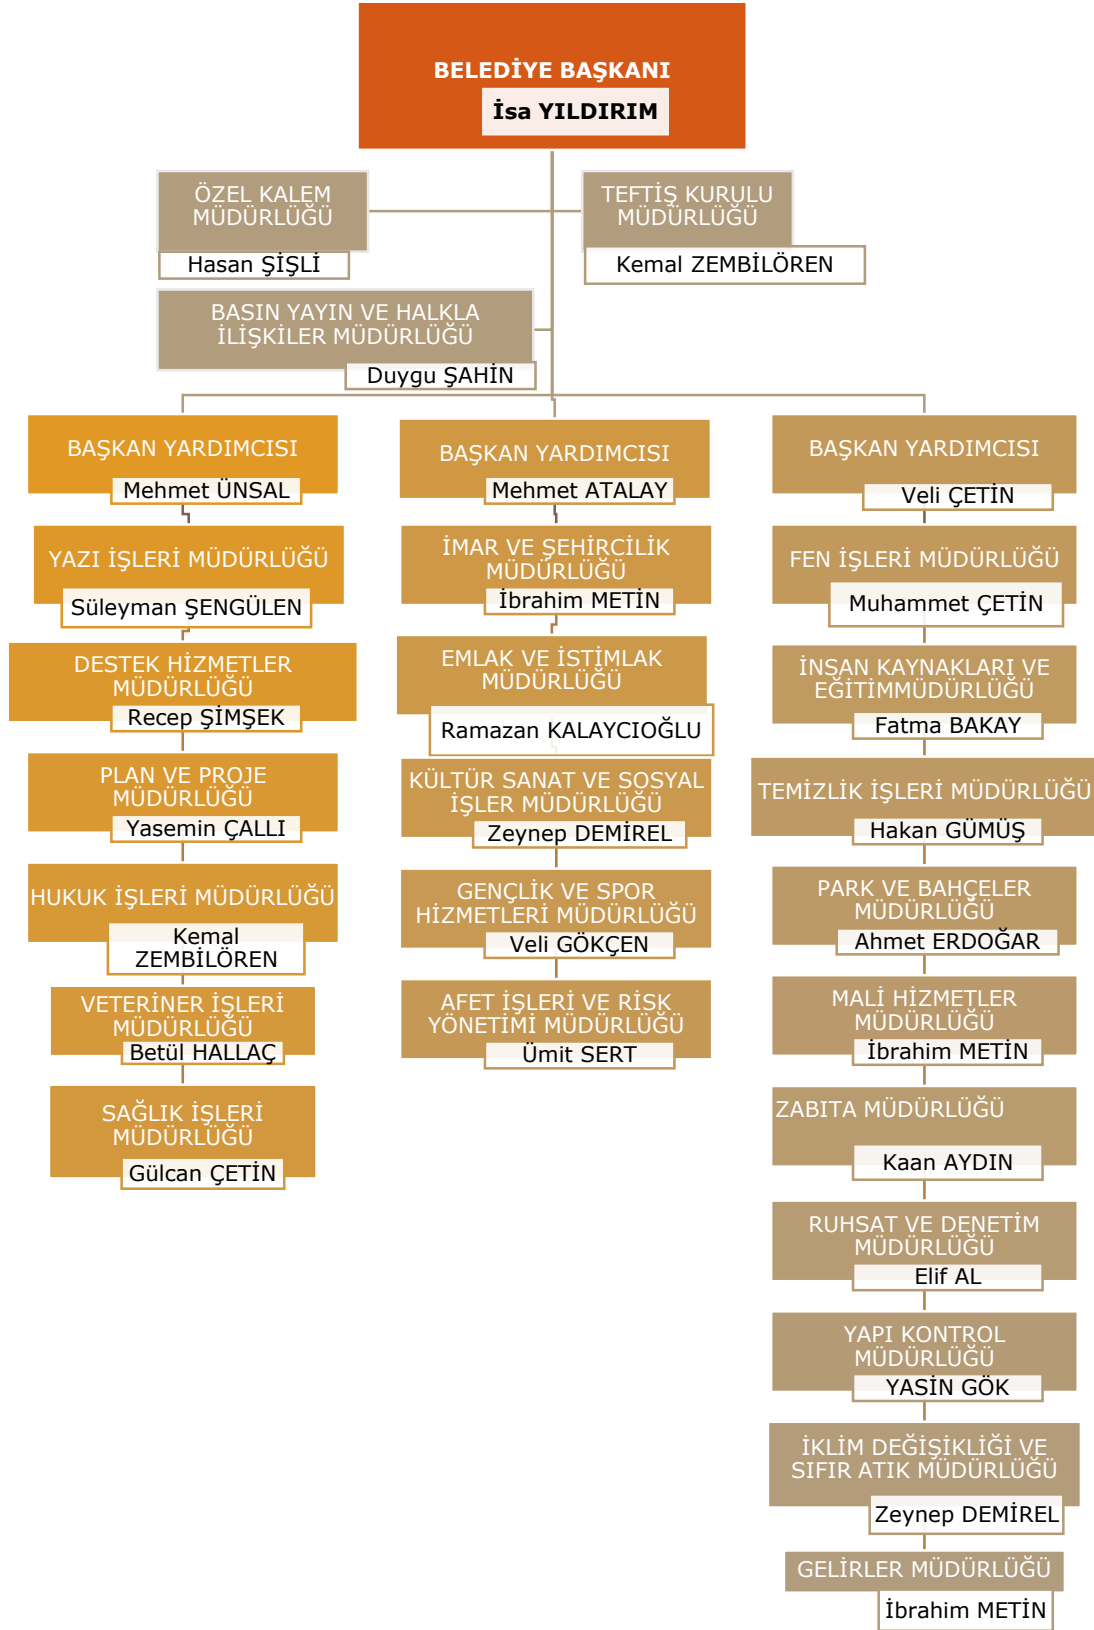 BELEDİYE BAŞKANI
İsa YILDIRIM
ÖZEL KALEM
MÜDÜRLÜĞÜ
Hasan ŞİŞLİ
TEFTİŞ KURULU
MÜDÜRLÜĞÜ
Kemal ZEMBİLÖREN
BASIN YAYIN VE HALKLA
İLİŞKİLER MÜDÜRLÜĞÜ
Duygu ŞAHİN
BAŞKAN YARDIMCISI
Mehmet ÜNSAL
YAZI İŞLERİ MÜDÜRLÜĞÜ
Süleyman ŞENGÜLEN
DESTEK HİZMETLER
MÜDÜRLÜĞÜ
Recep ŞİMŞEK
PLAN VE PROJE
MÜDÜRLÜĞÜ
Yasemin ÇALLI
HUKUK İŞLERİ MÜDÜRLÜĞÜ
Kemal
ZEMBİLÖREN
VETERİNER İŞLERİ
MÜDÜRLÜĞÜ
Betül HALLAÇ
SAĞLIK İŞLERİ
MÜDÜRLÜĞÜ
Gülcan ÇETİN
BAŞKAN YARDIMCISI
Mehmet ATALAY
İMAR VE ŞEHİRCİLİK
MÜDÜRLÜĞÜ
İbrahim METİN
EMLAK VE İSTİMLAK
MÜDÜRLÜĞÜ
Ramazan KALAYCIOĞLU
KÜLTÜR SANAT VE SOSYAL
İŞLER MÜDÜRLÜĞÜ
Zeynep DEMİREL
GENÇLİK VE SPOR
HİZMETLERİ MÜDÜRLÜĞÜ
Veli GÖKÇEN
AFET İŞLERİ VE RİSK
YÖNETİMİ MÜDÜRLÜĞÜ
Ümit SERT
BAŞKAN YARDIMCISI
Veli ÇETİN
FEN İŞLERİ MÜDÜRLÜĞÜ
Muhammet ÇETİN
İNSAN KAYNAKLARI VE
EĞİTİMMÜDÜRLÜĞÜ
Fatma BAKAY
TEMİZLİK İŞLERİ MÜDÜRLÜĞÜ
Hakan GÜMÜŞ
PARK VE BAHÇELER
MÜDÜRLÜĞÜ
Ahmet ERDOĞAR
MALİ HİZMETLER
MÜDÜRLÜĞÜ
İbrahim METİN
ZABITA MÜDÜRLÜĞÜ
Kaan AYDIN
RUHSAT VE DENETİM
MÜDÜRLÜĞÜ
Elif AL
YAPI KONTROL
MÜDÜRLÜĞÜ
YASİN GÖK
İKLİM DEĞİŞİKLİĞİ VE
SIFIR ATIK MÜDÜRLÜĞÜ
Zeynep DEMİREL
GELİRLER MÜDÜRLÜĞÜ
İbrahim METİN